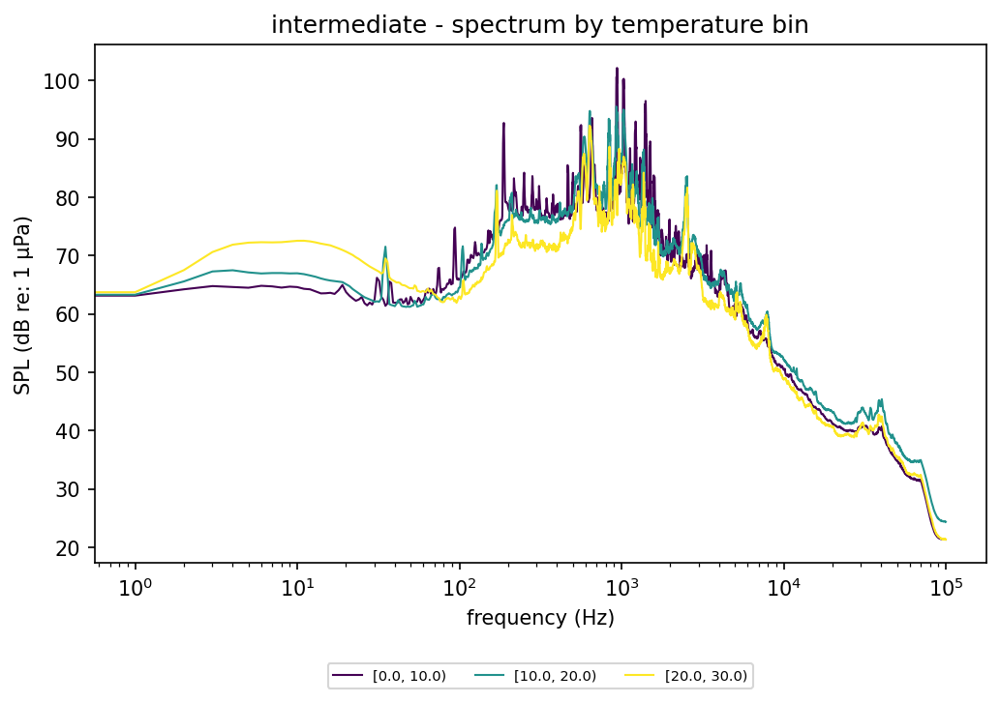 intermediate - spectrum by temperature bin
SPL (dB re: 1 µPa)
100
90
80
70
60
50
40
30
20
10⁰ 10¹ 10² 10³ 10⁴ 10⁵
frequency (Hz)
[0.0, 10.0) [10.0, 20.0) [20.0, 30.0)